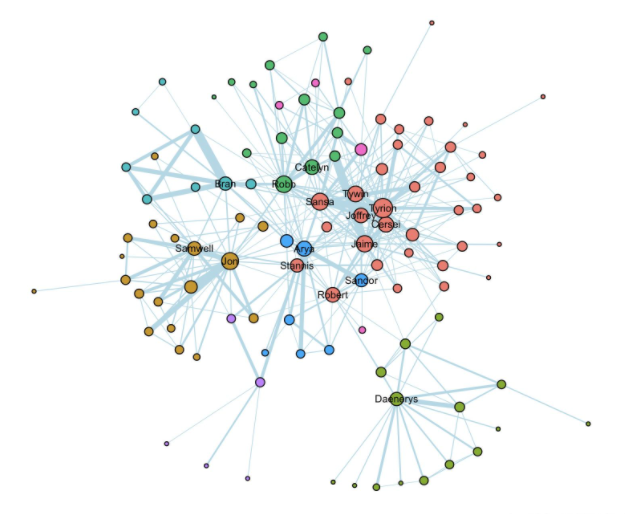 Catelyn
Bran
Robb
Tywin
Sansa
Tyrion
Joffrey
Cersei
Jaime
Samwell
Arya
Jon
Stannis
Sandor
Robert
Daenerys